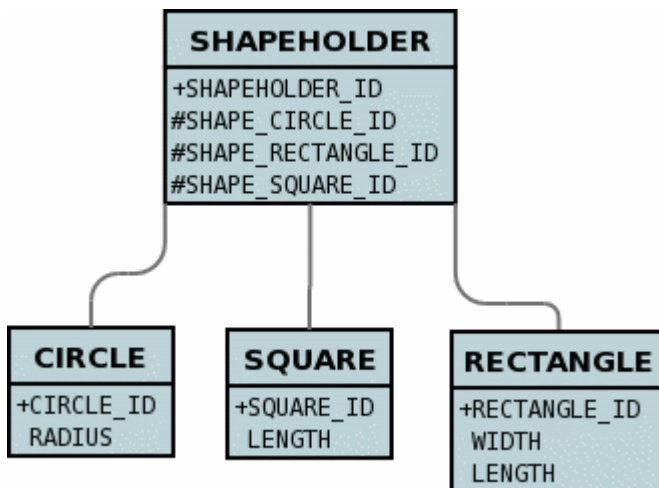 SHAPEHOLDER
+SHAPEHOLDER_ID
#SHAPE_CIRCLE_ID
#SHAPE_RECTANGLE_ID
#SHAPE_SQUARE_ID
CIRCLE
+CIRCLE_ID
RADIUS
SQUARE
+SQUARE_ID
LENGTH
RECTANGLE
+RECTANGLE_ID
WIDTH
LENGTH